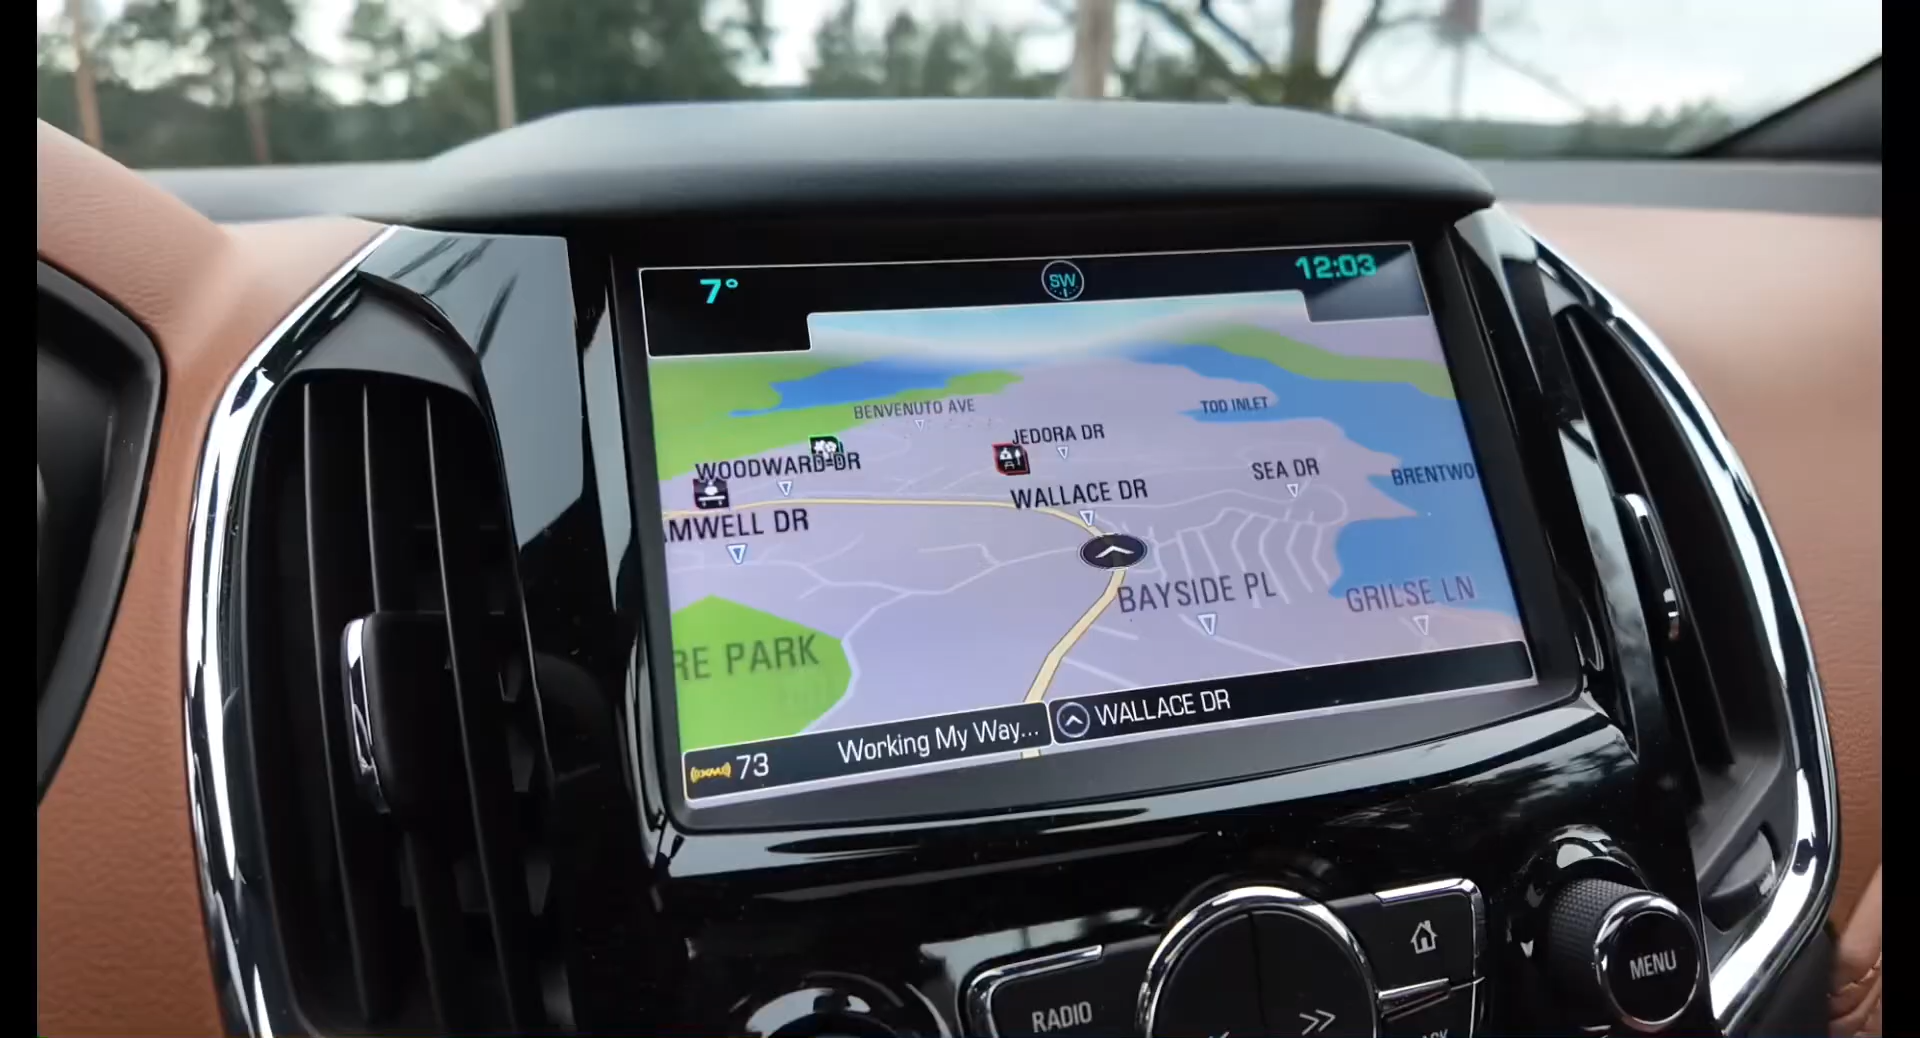 7°
SW
12:03
BENVENUTO AVE
TOD INLET
JEDORA DR
WOODWARD DR
SEA DR
BRENTWO
WALLACE DR
MWELL DR
BAYSIDE PL
GRILSE LN
RE PARK
WALLACE DR
((XM)) 73 Working My Way...
RADIO
MENU